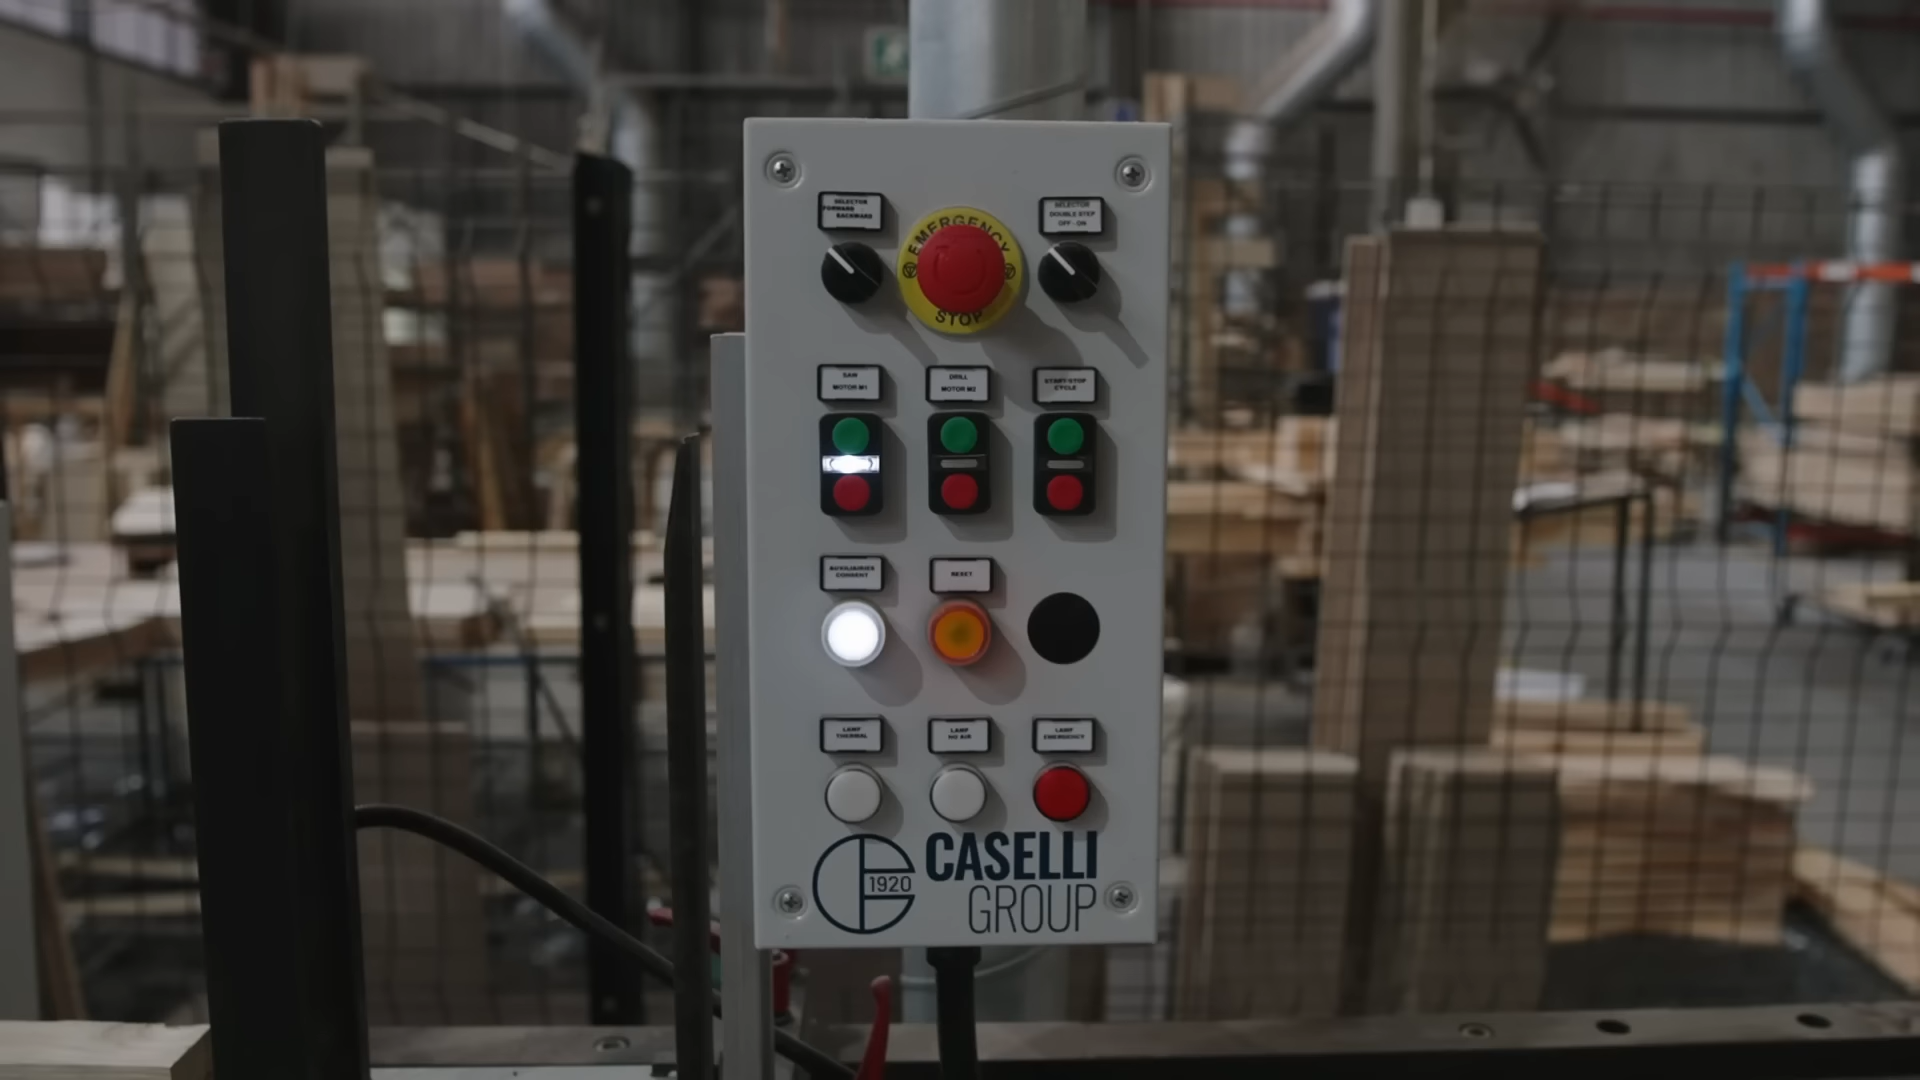 SELECTOR
FORWARD - BACKWARD
SELECTOR
DOUBLE STEP
OFF - ON
EMERGENCY
STOP
SAW
MOTOR M1
DRILL
MOTOR M2
START/STOP
CYCLE
AUXILIARIES
CONSENT
RESET
LAMP
THERMAL
LAMP
NO AIR
LAMP
EMERGENCY
1920
CASELLI
GROUP